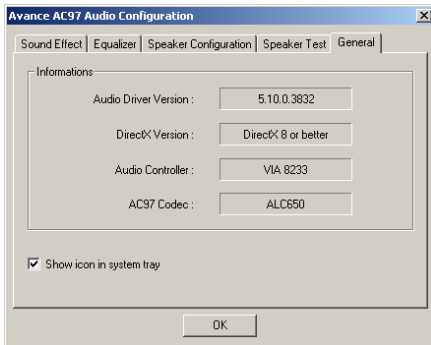 Avance AC97 Audio Configuration
Sound Effect Equalizer Speaker Configuration Speaker Test General
Informations
Audio Driver Version : 5.10.0.3832
DirectX Version : DirectX 8 or better
Audio Controller : VIA 8233
AC97 Codec : ALC650
Show icon in system tray
OK